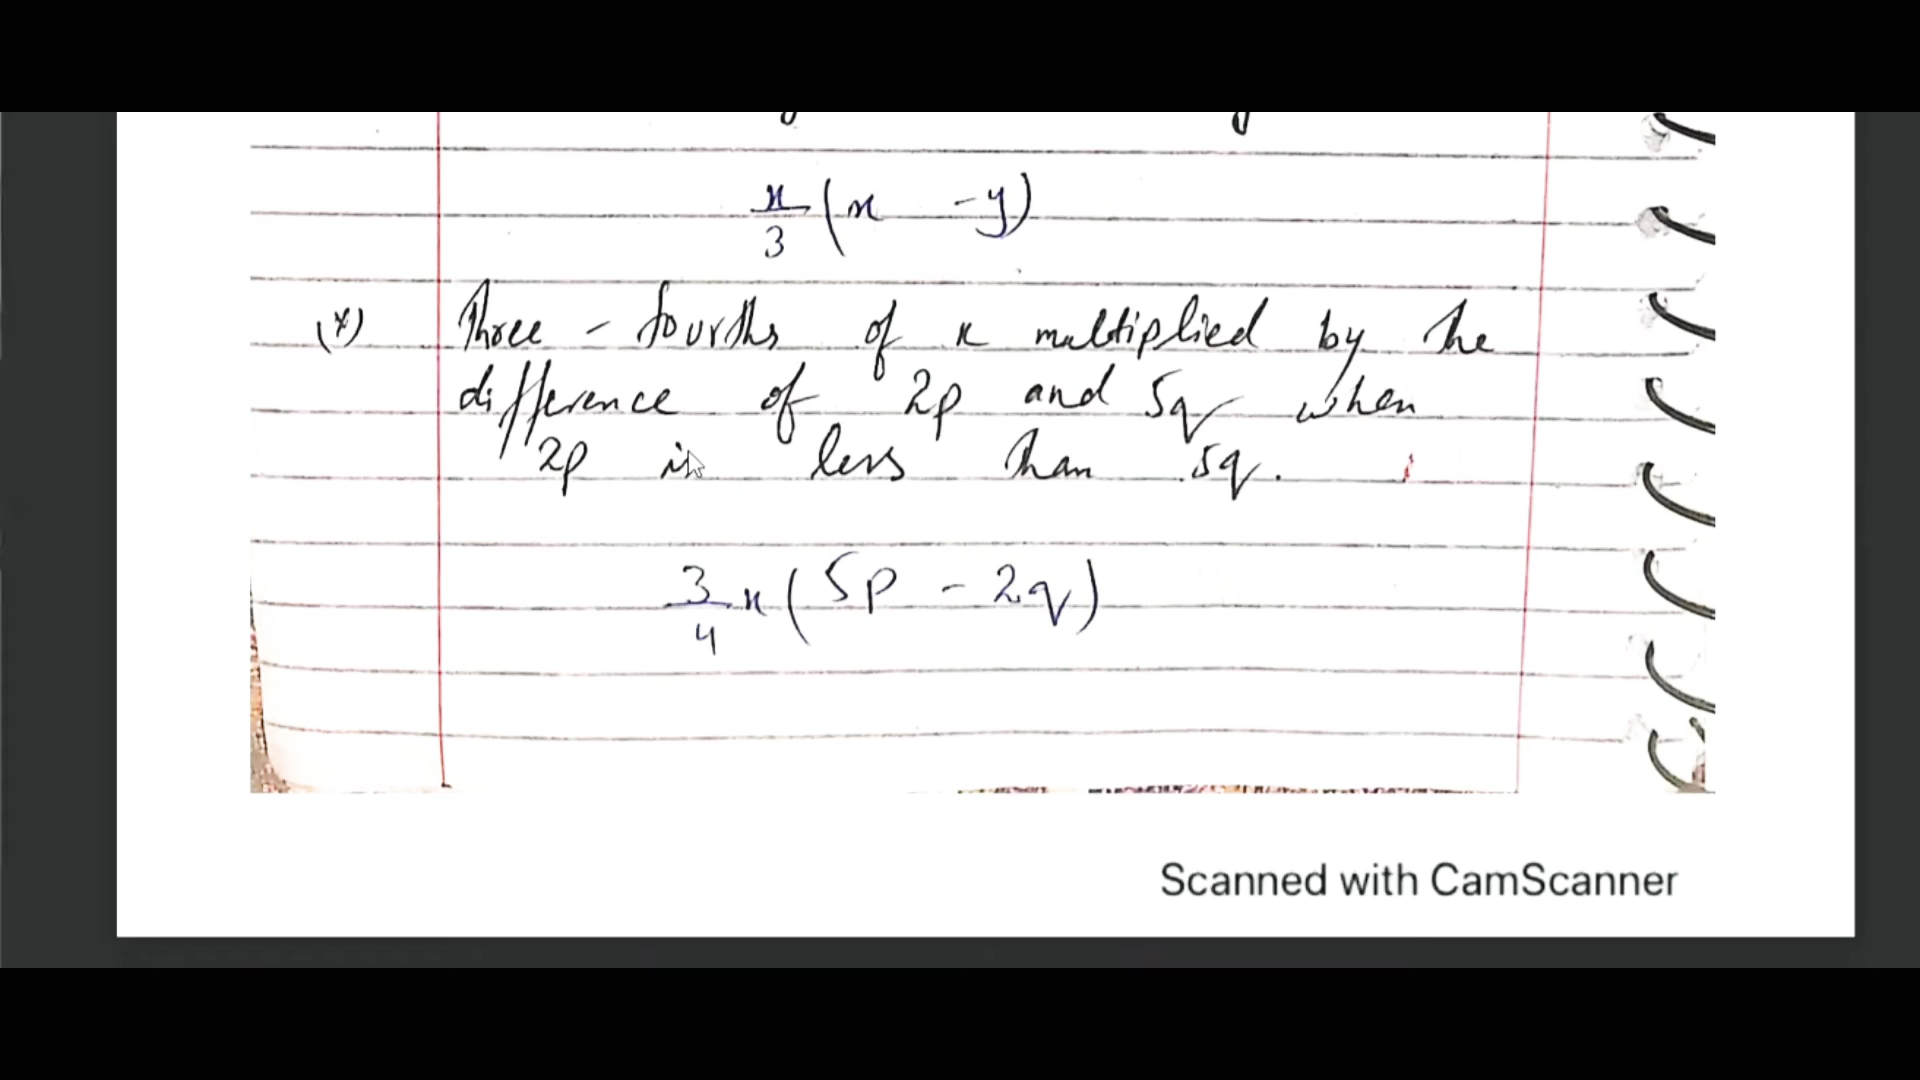 x/3 (x - y)
(x) Three - fourths of x multiplied by the
difference of 2p and 5q when
2p is less than 5q.
3/4 x (5p - 2q)
Scanned with CamScanner